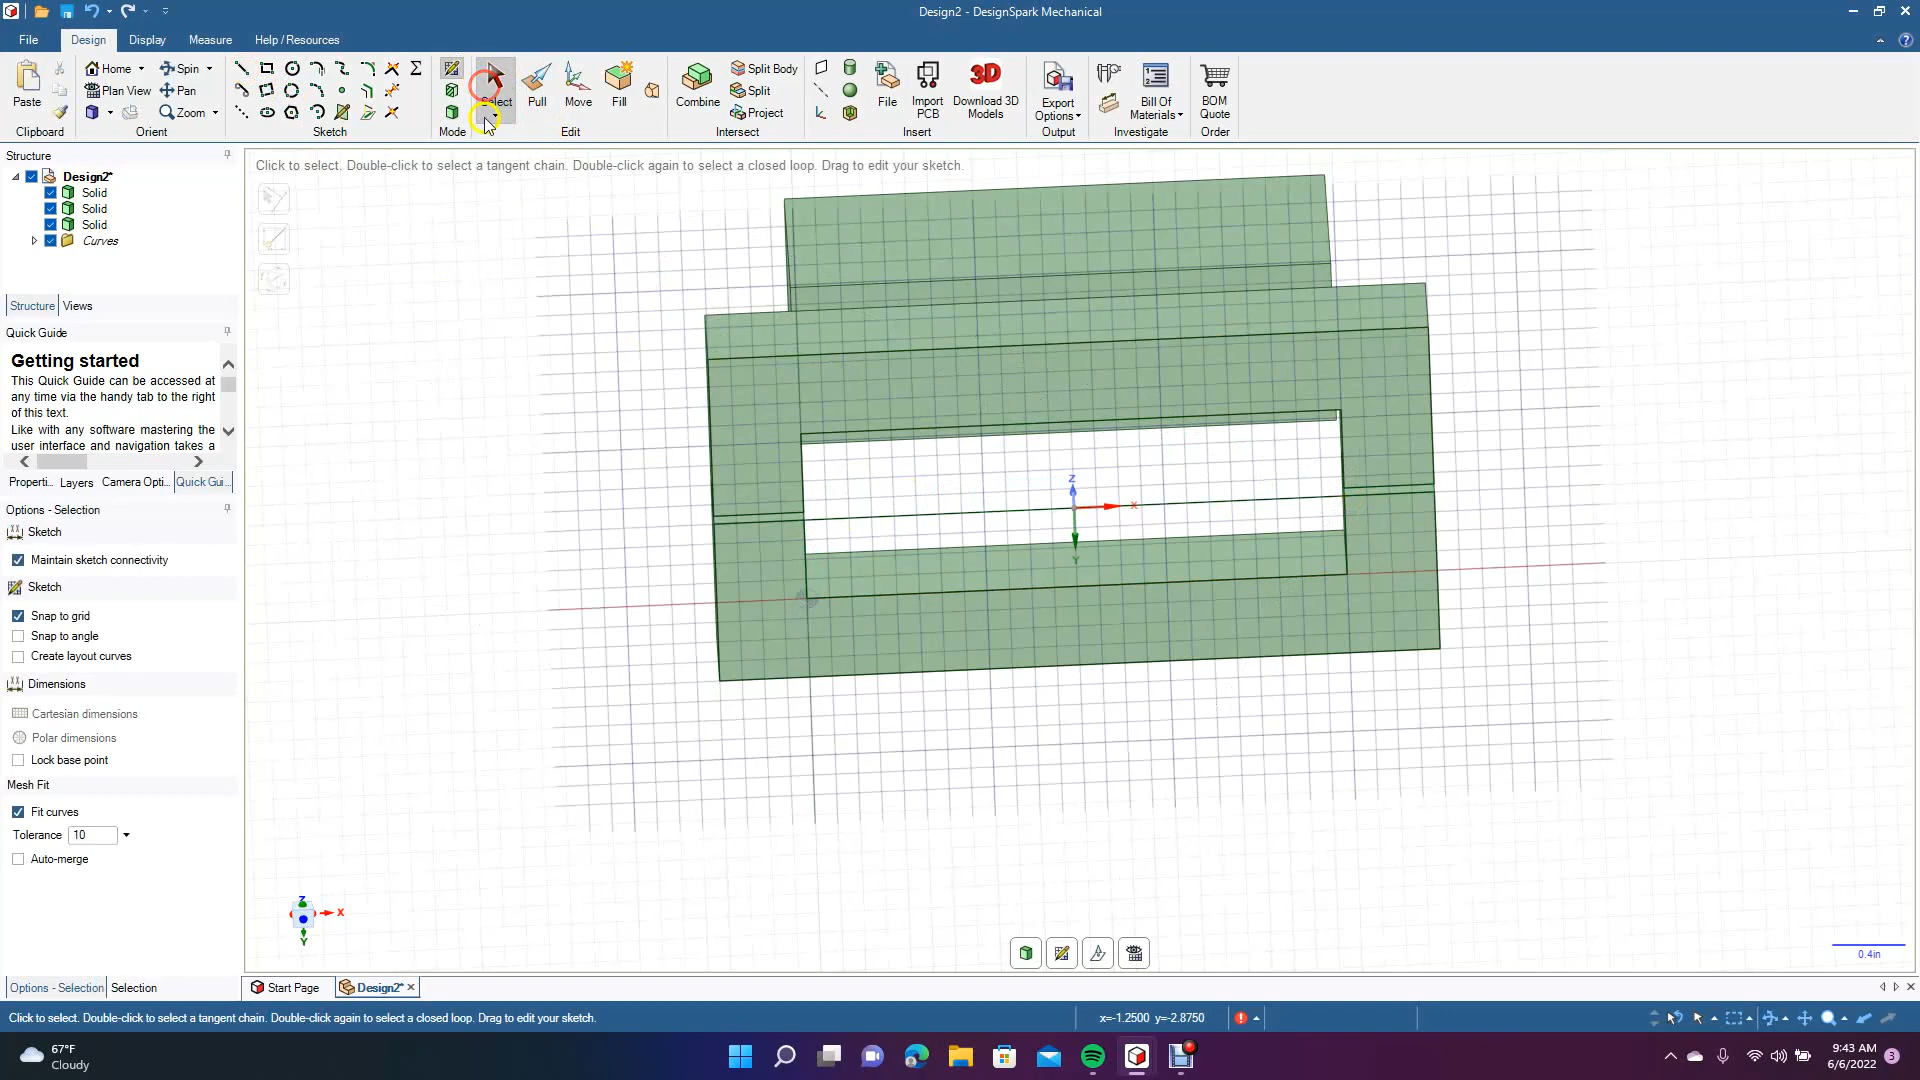 Design2 - DesignSpark Mechanical
File
Design
Display
Measure
Help / Resources
Paste
Clipboard
Home
Spin
Plan View
Pan
Zoom
Orient
Sketch
Mode
Select
Pull
Move
Fill
Edit
Combine
Split Body
Split
Project
Intersect
File
Import
PCB
3D
Download 3D
Models
Insert
Export
Options
Output
Bill Of
Materials
Investigate
BOM
Quote
Order
Structure
Design2*
Solid
Solid
Solid
Curves
Structure
Views
Quick Guide
Getting started
This Quick Guide can be accessed at
any time via the handy tab to the right
of this text.
Like with any software mastering the
user interface and navigation takes a
Properti...
Layers
Camera Opti...
Quick Gui...
Options - Selection
Sketch
Maintain sketch connectivity
Sketch
Snap to grid
Snap to angle
Create layout curves
Dimensions
Cartesian dimensions
Polar dimensions
Lock base point
Mesh Fit
Fit curves
Tolerance 10
Auto-merge
Options - Selection
Selection
Click to select. Double-click to select a tangent chain. Double-click again to select a closed loop. Drag to edit your sketch.
Z
X
Y
Z
X
Y
0.4in
Start Page
Design2*
Click to select. Double-click to select a tangent chain. Double-click again to select a closed loop. Drag to edit your sketch.
x=-1.2500 y=-2.8750
67°F
Cloudy
9:43 AM
6/6/2022
3